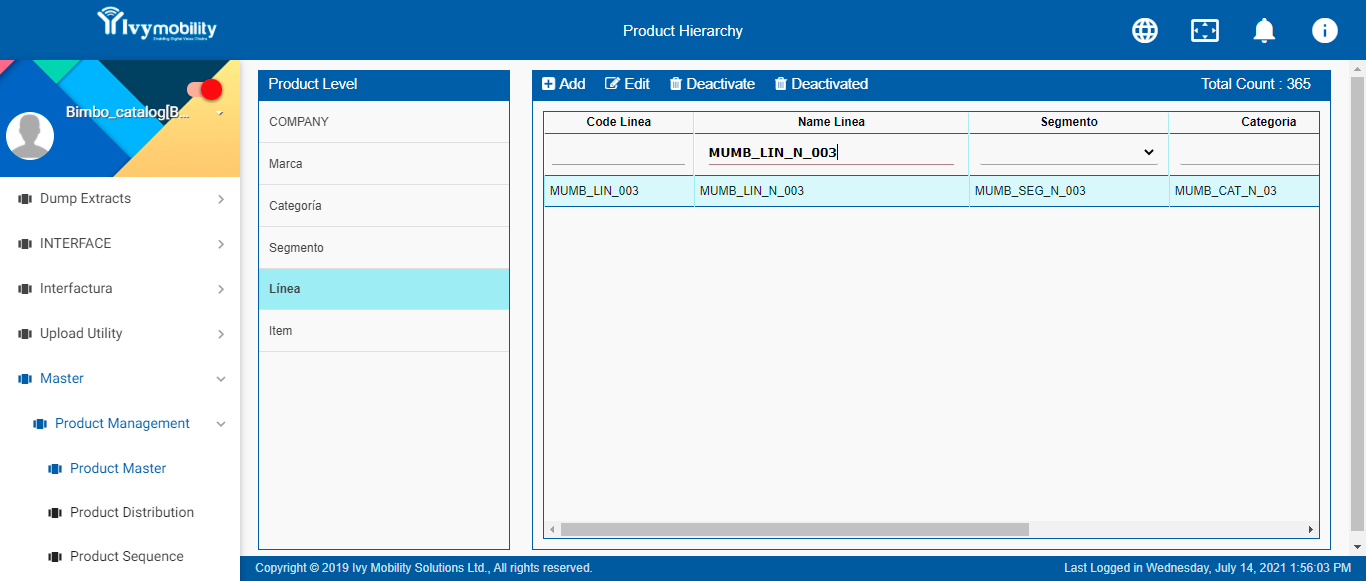 Ivymobility
Enabling Digital Value Chains
Product Hierarchy
Bimbo_catalog[B...
Dump Extracts
INTERFACE
Interfactura
Upload Utility
Master
Product Management
Product Master
Product Distribution
Product Sequence
Product Level
COMPANY
Marca
Categoría
Segmento
Línea
Item
Add Edit Deactivate Deactivated Total Count : 365
Code Linea Name Linea Segmento Categoria
MUMB_LIN_N_003
MUMB_LIN_003 MUMB_LIN_N_003 MUMB_SEG_N_003 MUMB_CAT_N_03
Copyright © 2019 Ivy Mobility Solutions Ltd., All rights reserved. Last Logged in Wednesday, July 14, 2021 1:56:03 PM